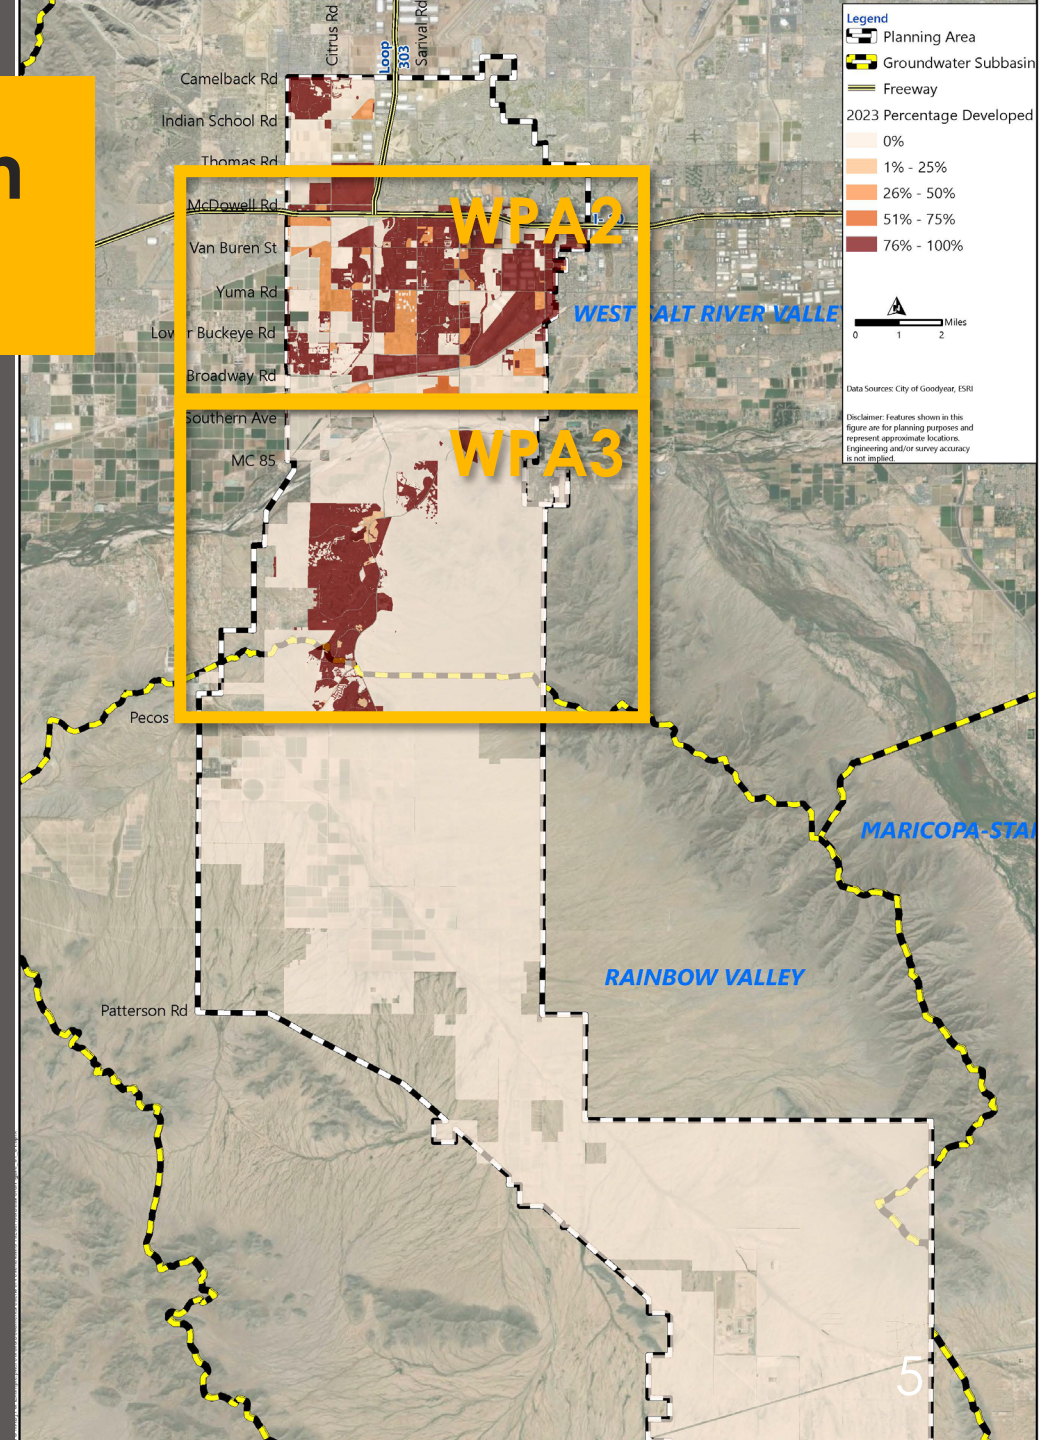 Citrus Rd
Loop
303
Sarival Rd
Camelback Rd
Indian School Rd
Thomas Rd
McDowell Rd
Van Buren St
Yuma Rd
Lower Buckeye Rd
Broadway Rd
Southern Ave
MC 85
Pecos
Patterson Rd
n
WPA2
I-10
WEST SALT RIVER VALLEY
WPA3
MARICOPA-STA
RAINBOW VALLEY
Legend
Planning Area
Groundwater Subbasin
Freeway
2023 Percentage Developed
0%
1% - 25%
26% - 50%
51% - 75%
76% - 100%
Miles
0 1 2
Data Sources: City of Goodyear, ESRI
Disclaimer: Features shown in this
figure are for planning purposes and
represent approximate locations.
Engineering and/or survey accuracy
is not implied.
5